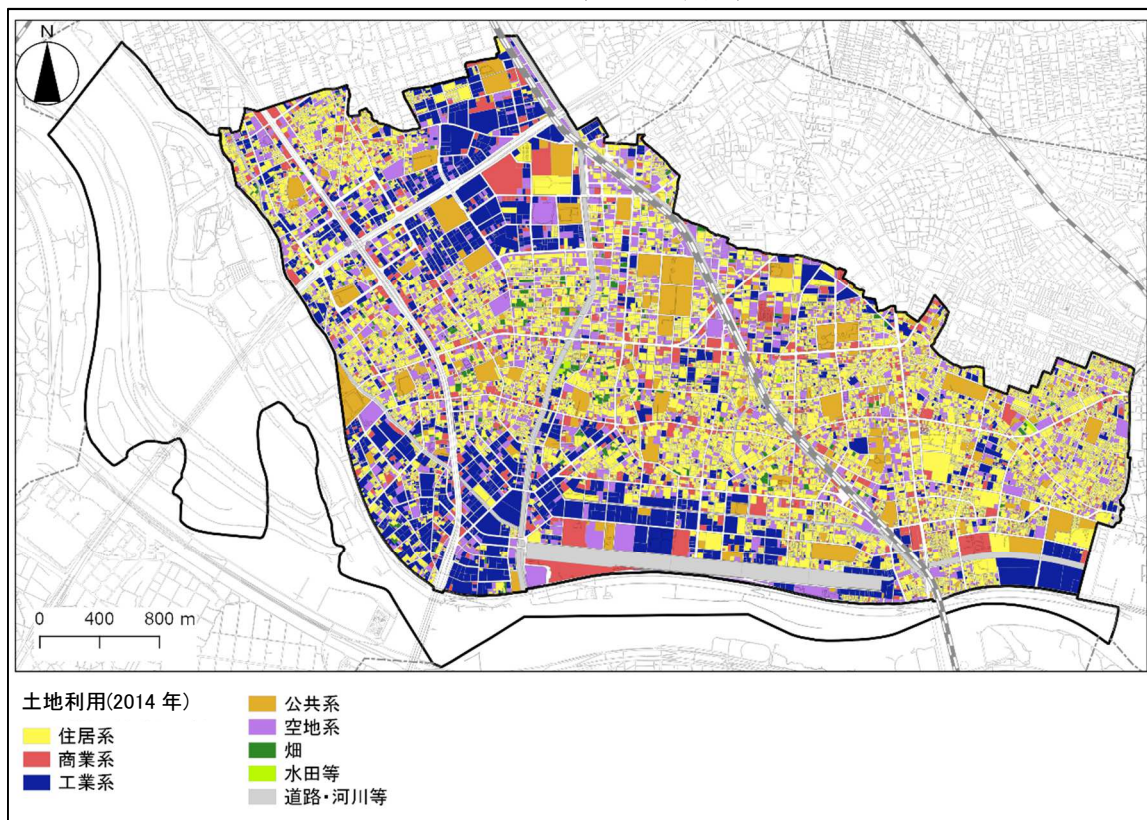 N
0 400 800 m
土地利用(2014 年)
住居系
商業系
工業系
公共系
空地系
畑
水田等
道路・河川等